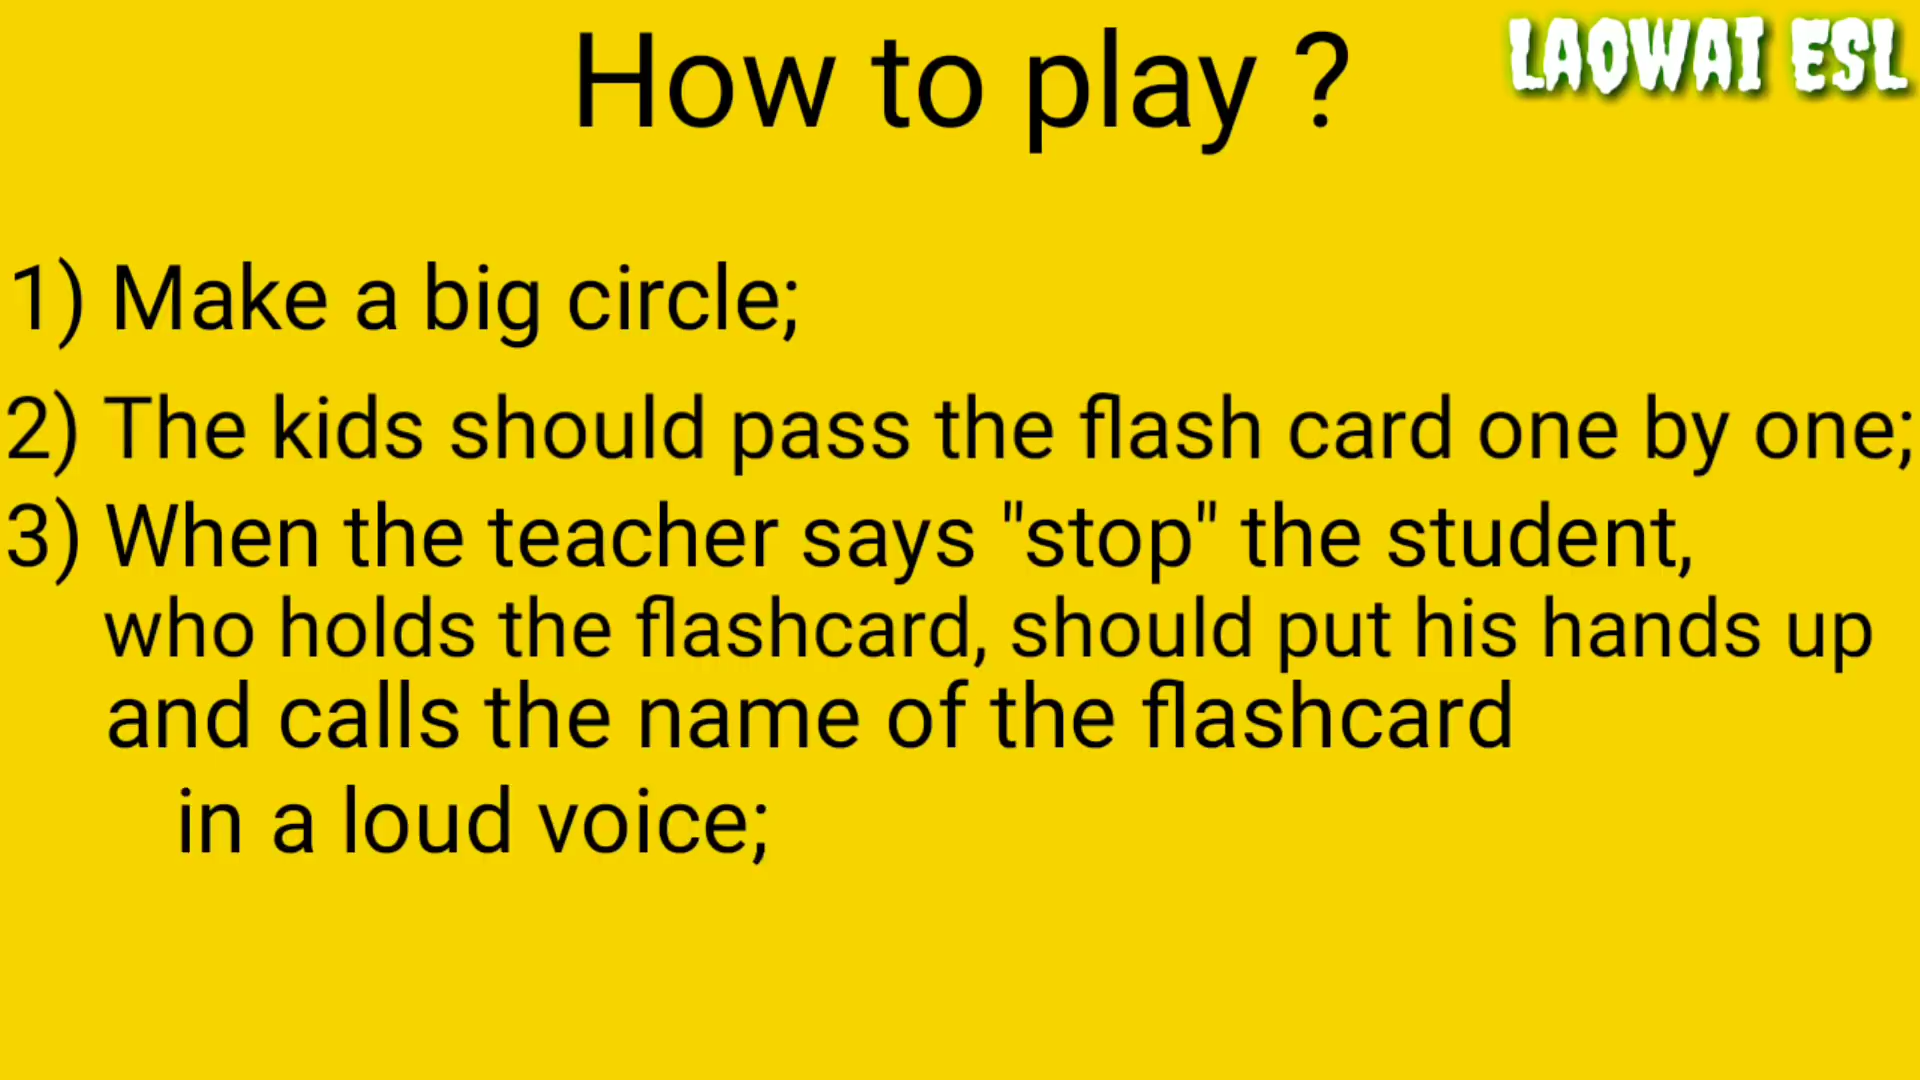 How to play ?
LAOWAI ESL
1) Make a big circle;
2) The kids should pass the flash card one by one;
3) When the teacher says "stop" the student,
who holds the flashcard, should put his hands up
and calls the name of the flashcard
in a loud voice;